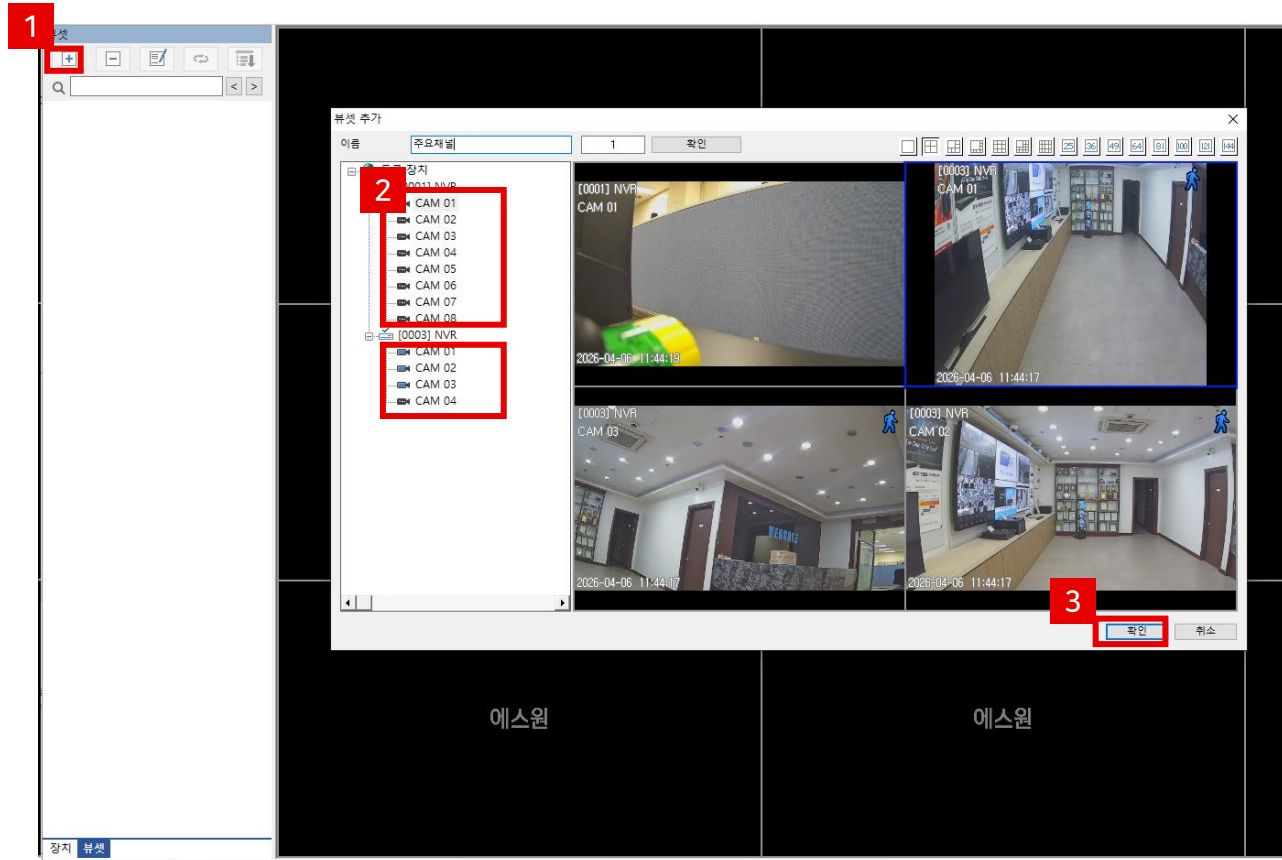 1
뷰셋
< >
뷰셋 추가
이름 주요채널 1 확인
25 36 49 64 81 100 121 144
장치
2
[0001] NVR
CAM 01
CAM 02
CAM 03
CAM 04
CAM 05
CAM 06
CAM 07
CAM 08
[0003] NVR
CAM 01
CAM 02
CAM 03
CAM 04
[0001] NVR
CAM 01
2026-04-06 11:44:19
[0003] NVR
CAM 01
2026-04-06 11:44:17
[0003] NVR
CAM 03
WEBGATE
2026-04-06 11:44:17
[0003] NVR
CAM 02
2026-04-06 11:44:17
3
확인 취소
에스원 에스원
장치 뷰셋